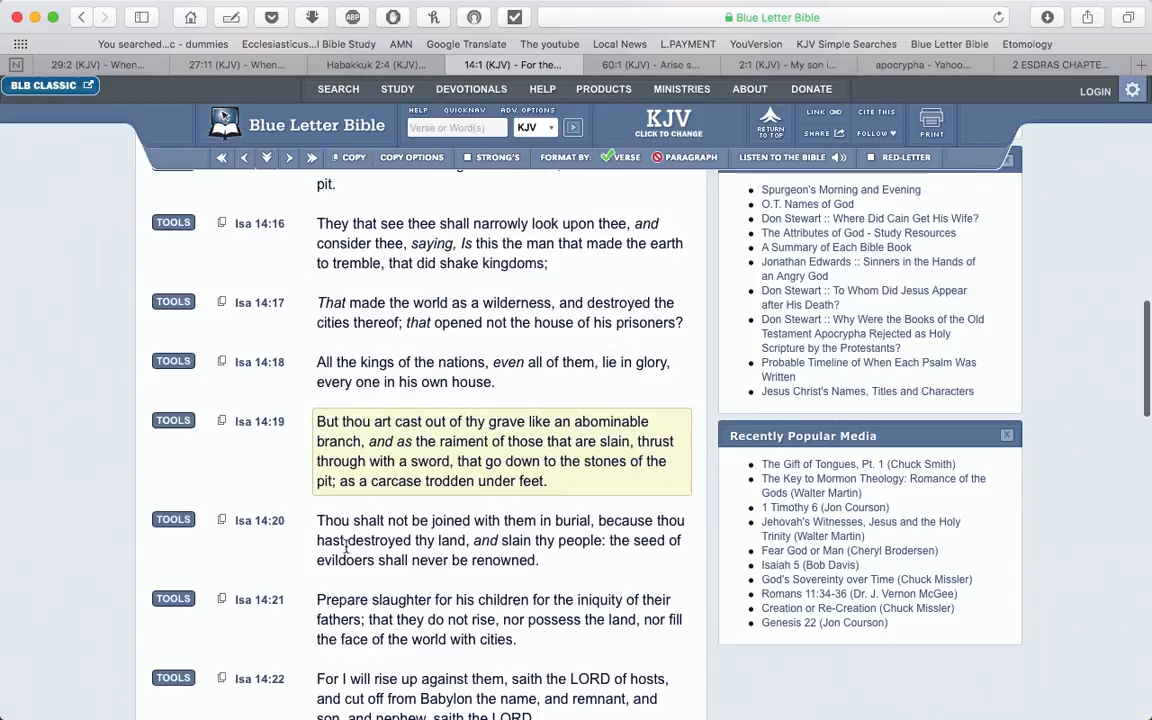 Blue Letter Bible
You searched...c - dummies Ecclesiasticus...l Bible Study AMN Google Translate The youtube Local News L.PAYMENT YouVersion KJV Simple Searches Blue Letter Bible Etomology
29:2 (KJV) - When... 27:11 (KJV) - When... Habakkuk 2:4 (KJV)... 14:1 (KJV) - For the... 60:1 (KJV) - Arise s... 2:1 (KJV) - My son i... apocrypha - Yahoo... 2 ESDRAS CHAPTE...
BLB CLASSIC SEARCH STUDY DEVOTIONALS HELP PRODUCTS MINISTRIES ABOUT DONATE LOGIN
Blue Letter Bible
HELP QUICKNAV ADV. OPTIONS
Verse or Word(s) KJV
KJV
CLICK TO CHANGE
RETURN
TO TOP
LINK CITE THIS
SHARE FOLLOW
PRINT
COPY COPY OPTIONS STRONG'S FORMAT BY: VERSE PARAGRAPH LISTEN TO THE BIBLE RED-LETTER
pit.
TOOLS Isa 14:16 They that see thee shall narrowly look upon thee, and
consider thee, saying, Is this the man that made the earth
to tremble, that did shake kingdoms;
TOOLS Isa 14:17 That made the world as a wilderness, and destroyed the
cities thereof; that opened not the house of his prisoners?
TOOLS Isa 14:18 All the kings of the nations, even all of them, lie in glory,
every one in his own house.
TOOLS Isa 14:19 But thou art cast out of thy grave like an abominable
branch, and as the raiment of those that are slain, thrust
through with a sword, that go down to the stones of the
pit; as a carcase trodden under feet.
TOOLS Isa 14:20 Thou shalt not be joined with them in burial, because thou
hast destroyed thy land, and slain thy people: the seed of
evildoers shall never be renowned.
TOOLS Isa 14:21 Prepare slaughter for his children for the iniquity of their
fathers; that they do not rise, nor possess the land, nor fill
the face of the world with cities.
TOOLS Isa 14:22 For I will rise up against them, saith the LORD of hosts,
and cut off from Babylon the name, and remnant, and
son, and nephew, saith the LORD.
Spurgeon's Morning and Evening
O.T. Names of God
Don Stewart :: Where Did Cain Get His Wife?
The Attributes of God - Study Resources
A Summary of Each Bible Book
Jonathan Edwards :: Sinners in the Hands of
an Angry God
Don Stewart :: To Whom Did Jesus Appear
after His Death?
Don Stewart :: Why Were the Books of the Old
Testament Apocrypha Rejected as Holy
Scripture by the Protestants?
Probable Timeline of When Each Psalm Was
Written
Jesus Christ's Names, Titles and Characters
Recently Popular Media
The Gift of Tongues, Pt. 1 (Chuck Smith)
The Key to Mormon Theology: Romance of the
Gods (Walter Martin)
1 Timothy 6 (Jon Courson)
Jehovah's Witnesses, Jesus and the Holy
Trinity (Walter Martin)
Fear God or Man (Cheryl Brodersen)
Isaiah 5 (Bob Davis)
God's Sovereinty over Time (Chuck Missler)
Romans 11:34-36 (Dr. J. Vernon McGee)
Creation or Re-Creation (Chuck Missler)
Genesis 22 (Jon Courson)